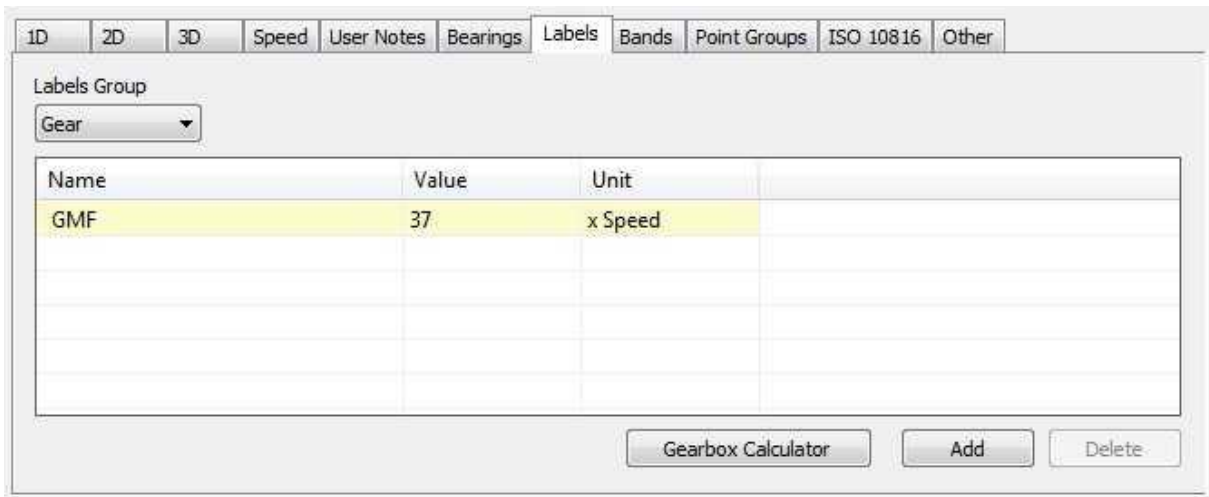 1D 2D 3D Speed User Notes Bearings Labels Bands Point Groups ISO 10816 Other
Labels Group
Gear
Name Value Unit
GMF 37 x Speed
Gearbox Calculator Add Delete